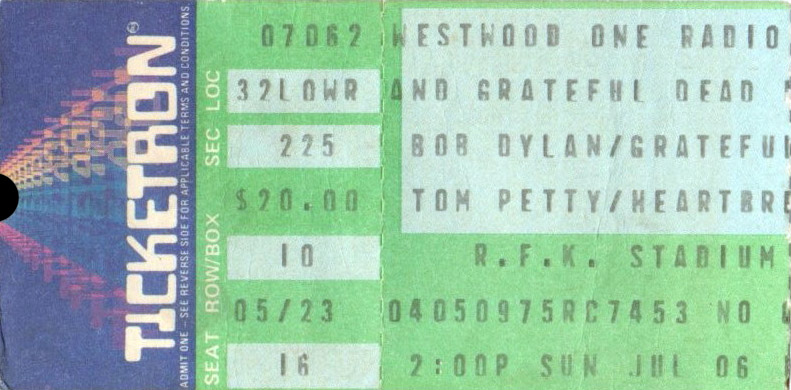 TICKETRON®
ADMIT ONE – SEE REVERSE SIDE FOR APPLICABLE TERMS AND CONDITIONS.
SEAT ROW/BOX SEC LOC
07062 WESTWOOD ONE RADIO
32LOWR AND GRATEFUL DEAD
225 BOB DYLAN/GRATEFUL
$20.00 TOM PETTY/HEARTBRE
10 R.F.K. STADIUM
05/23 04050975RC7453 NO
16 2:00P SUN JUL 06